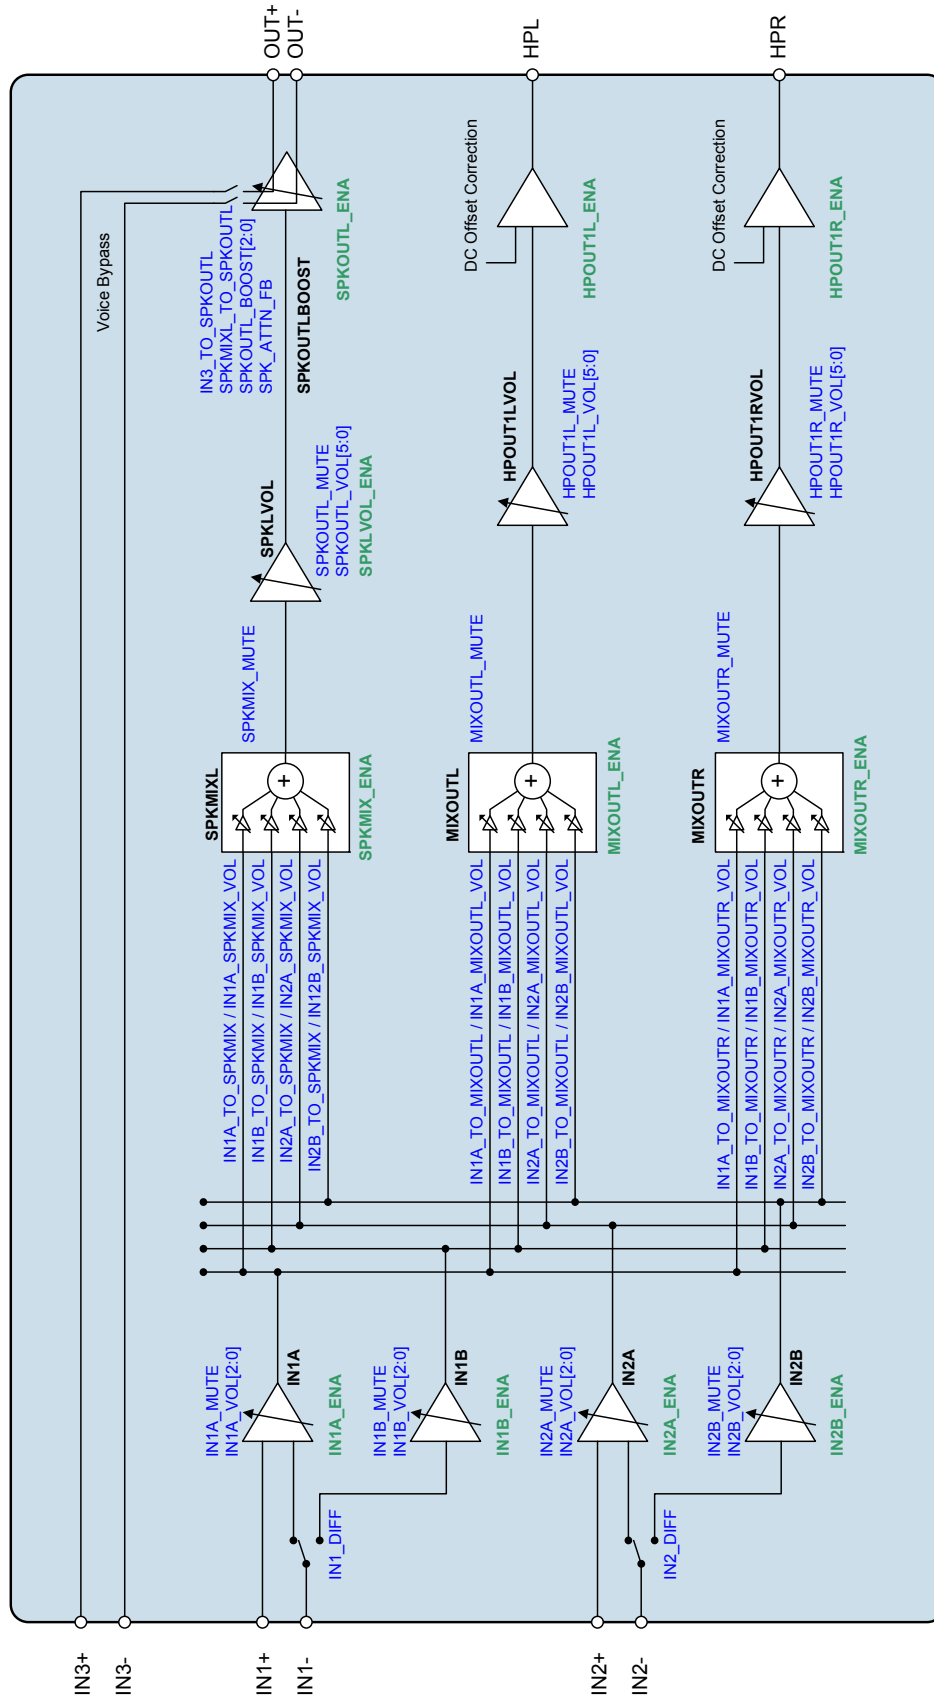 IN3+
IN3-
IN1+
IN1-
IN2+
IN2-
Voice Bypass
OUT+
OUT-
HPL
HPR
IN1_DIFF
IN2_DIFF
IN1A_MUTE
IN1A_VOL[2:0]
IN1A
IN1A_ENA
IN1B_MUTE
IN1B_VOL[2:0]
IN1B
IN1B_ENA
IN2A_MUTE
IN2A_VOL[2:0]
IN2A
IN2A_ENA
IN2B_MUTE
IN2B_VOL[2:0]
IN2B
IN2B_ENA
IN1A_TO_SPKMIX / IN1A_SPKMIX_VOL
IN1B_TO_SPKMIX / IN1B_SPKMIX_VOL
IN2A_TO_SPKMIX / IN2A_SPKMIX_VOL
IN2B_TO_SPKMIX / IN12B_SPKMIX_VOL
SPKMIXL
+
SPKMIX_ENA
SPKMIX_MUTE
SPKLVOL
SPKOUTL_MUTE
SPKOUTL_VOL[5:0]
SPKLVOL_ENA
IN3_TO_SPKOUTL
SPKMIXL_TO_SPKOUTL
SPKOUTL_BOOST[2:0]
SPK_ATTN_FB
SPKOUTLBOOST
SPKOUTL_ENA
IN1A_TO_MIXOUTL / IN1A_MIXOUTL_VOL
IN1B_TO_MIXOUTL / IN1B_MIXOUTL_VOL
IN2A_TO_MIXOUTL / IN2A_MIXOUTL_VOL
IN2B_TO_MIXOUTL / IN2B_MIXOUTL_VOL
MIXOUTL
+
MIXOUTL_ENA
MIXOUTL_MUTE
HPOUT1LVOL
HPOUT1L_MUTE
HPOUT1L_VOL[5:0]
DC Offset Correction
HPOUT1L_ENA
IN1A_TO_MIXOUTR / IN1A_MIXOUTR_VOL
IN1B_TO_MIXOUTR / IN1B_MIXOUTR_VOL
IN2A_TO_MIXOUTR / IN2A_MIXOUTR_VOL
IN2B_TO_MIXOUTR / IN2B_MIXOUTR_VOL
MIXOUTR
+
MIXOUTR_ENA
MIXOUTR_MUTE
HPOUT1RVOL
HPOUT1R_MUTE
HPOUT1R_VOL[5:0]
DC Offset Correction
HPOUT1R_ENA